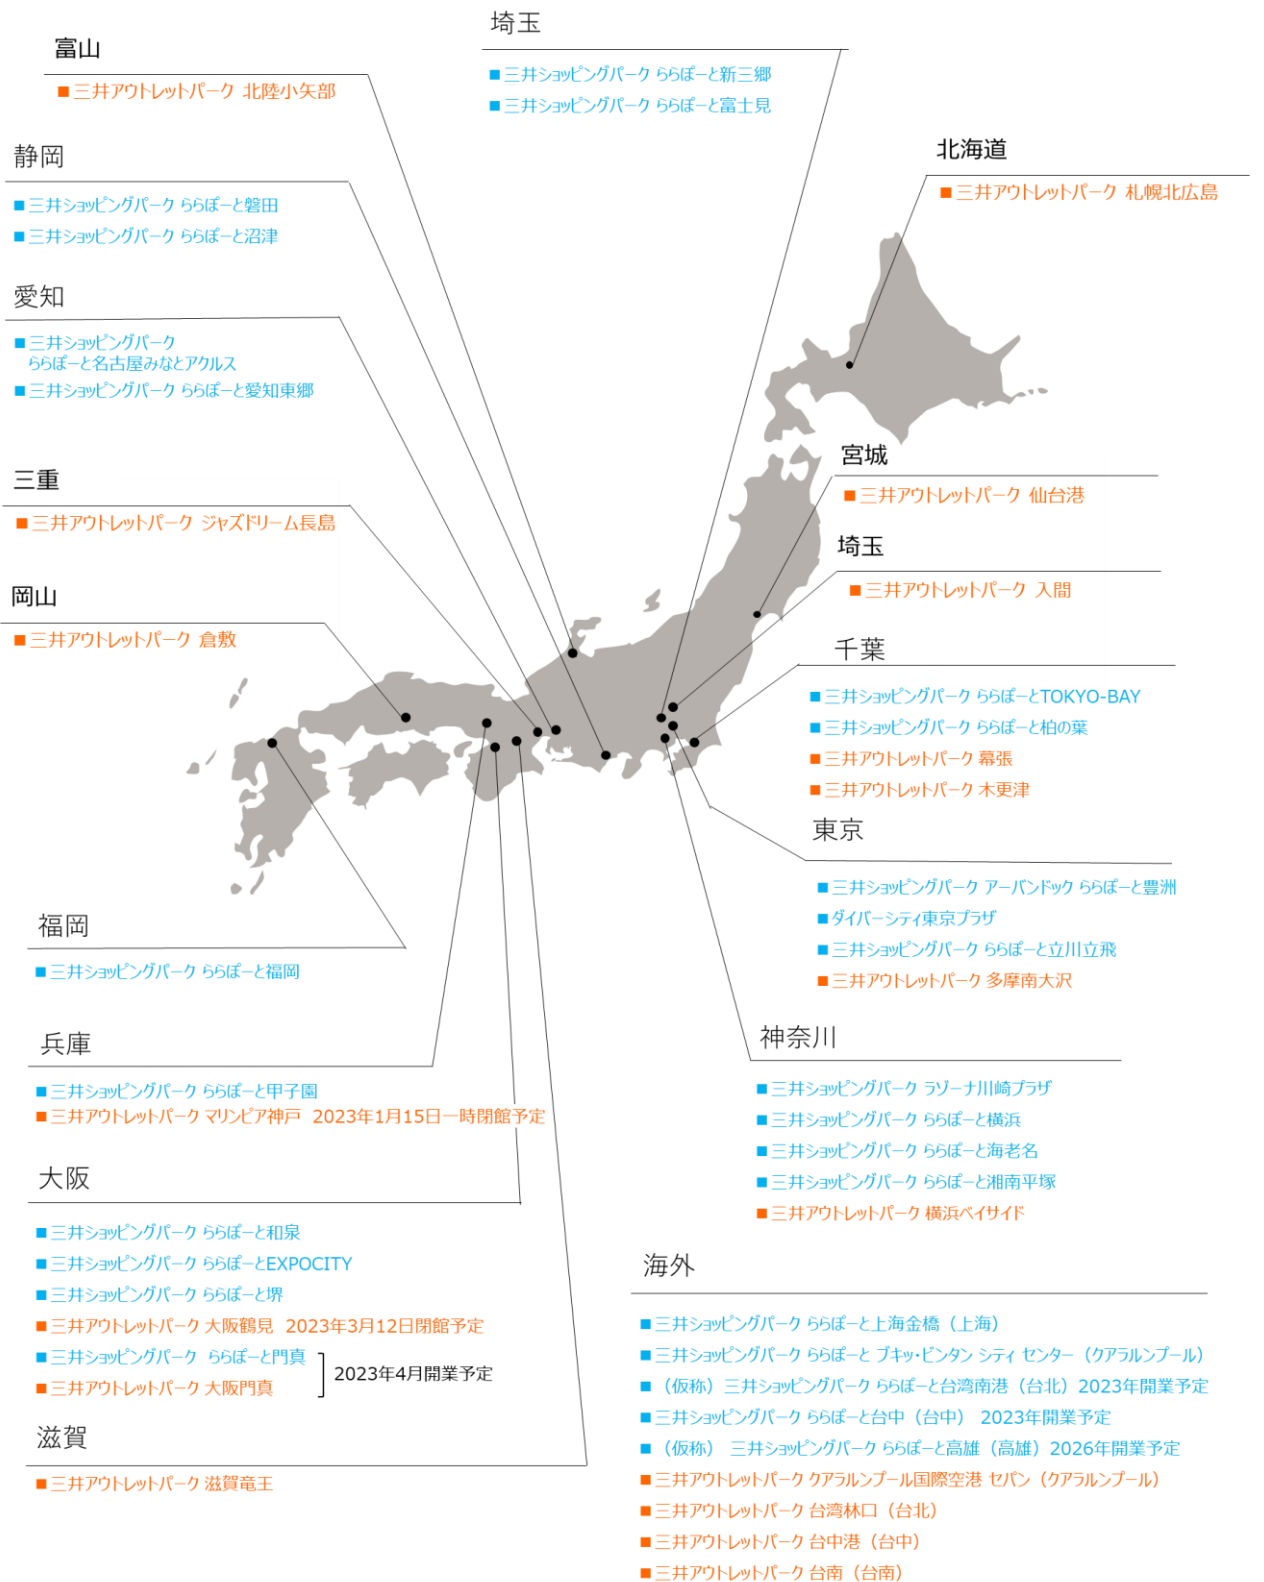 埼玉
■三井ショッピングパーク ららぽーと新三郷
■三井ショッピングパーク ららぽーと富士見
富山
■三井アウトレットパーク 北陸小矢部
静岡
■三井ショッピングパーク ららぽーと磐田
■三井ショッピングパーク ららぽーと沼津
愛知
■三井ショッピングパーク
ららぽーと名古屋みなとアクルス
■三井ショッピングパーク ららぽーと愛知東郷
三重
■三井アウトレットパーク ジャズドリーム長島
岡山
■三井アウトレットパーク 倉敷
北海道
■三井アウトレットパーク 札幌北広島
宮城
■三井アウトレットパーク 仙台港
埼玉
■三井アウトレットパーク 入間
千葉
■三井ショッピングパーク ららぽーとTOKYO-BAY
■三井ショッピングパーク ららぽーと柏の葉
■三井アウトレットパーク 幕張
■三井アウトレットパーク 木更津
東京
■三井ショッピングパーク アーバンドック ららぽーと豊洲
■ダイバーシティ東京プラザ
■三井ショッピングパーク ららぽーと立川立飛
■三井アウトレットパーク 多摩南大沢
福岡
■三井ショッピングパーク ららぽーと福岡
兵庫
■三井ショッピングパーク ららぽーと甲子園
■三井アウトレットパーク マリンピア神戸 2023年1月15日一時閉館予定
大阪
■三井ショッピングパーク ららぽーと和泉
■三井ショッピングパーク ららぽーとEXPOCITY
■三井ショッピングパーク ららぽーと堺
■三井アウトレットパーク 大阪鶴見 2023年3月12日閉館予定
■三井ショッピングパーク ららぽーと門真
■三井アウトレットパーク 大阪門真
2023年4月開業予定
滋賀
■三井アウトレットパーク 滋賀竜王
神奈川
■三井ショッピングパーク ラゾーナ川崎プラザ
■三井ショッピングパーク ららぽーと横浜
■三井ショッピングパーク ららぽーと海老名
■三井ショッピングパーク ららぽーと湘南平塚
■三井アウトレットパーク 横浜ベイサイド
海外
■三井ショッピングパーク ららぽーと上海金橋（上海）
■三井ショッピングパーク ららぽーと ブキッ・ビンタン シティ センター（クアラルンプール）
■（仮称）三井ショッピングパーク ららぽーと台湾南港（台北）2023年開業予定
■三井ショッピングパーク ららぽーと台中（台中） 2023年開業予定
■（仮称） 三井ショッピングパーク ららぽーと高雄（高雄）2026年開業予定
■三井アウトレットパーク クアラルンプール国際空港 セパン（クアラルンプール）
■三井アウトレットパーク 台湾林口（台北）
■三井アウトレットパーク 台中港（台中）
■三井アウトレットパーク 台南（台南）